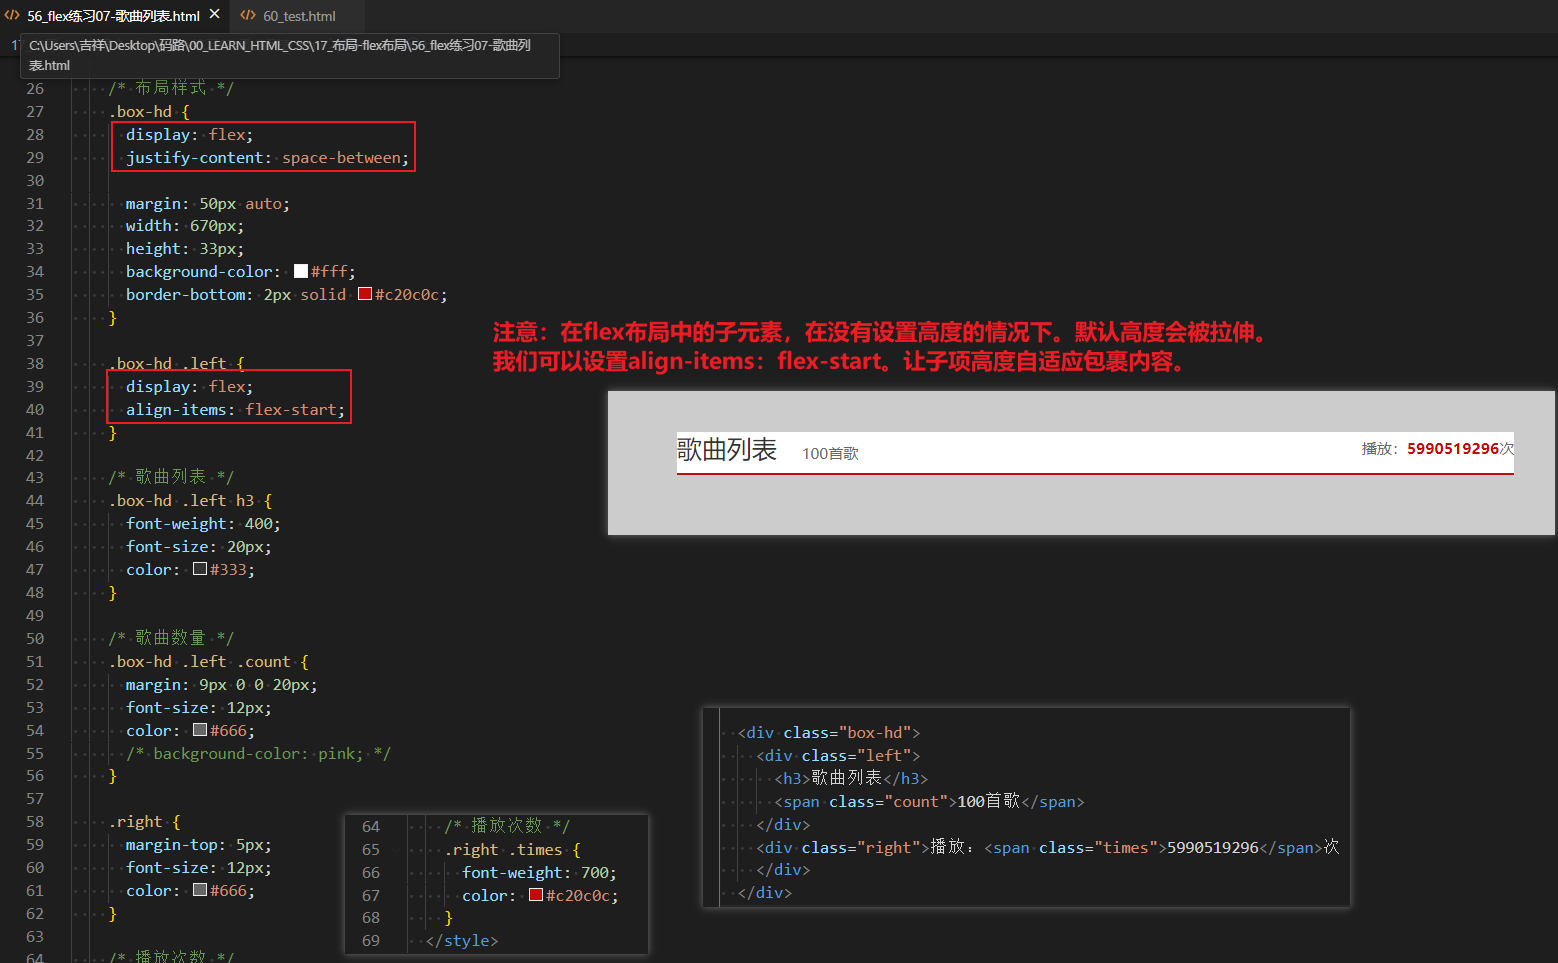 56_flex练习07-歌曲列表.html
60_test.html
17
C:\Users\吉祥\Desktop\码路\00_LEARN_HTML_CSS\17_布局-flex布局\56_flex练习07-歌曲列
表.html
26 /* 布局样式 */
27 .box-hd {
28 display: flex;
29 justify-content: space-between;
30
31 margin: 50px auto;
32 width: 670px;
33 height: 33px;
34 background-color: #fff;
35 border-bottom: 2px solid #c20c0c;
36 }
37
38 .box-hd .left {
39 display: flex;
40 align-items: flex-start;
41 }
42
43 /* 歌曲列表 */
44 .box-hd .left h3 {
45 font-weight: 400;
46 font-size: 20px;
47 color: #333;
48 }
49
50 /* 歌曲数量 */
51 .box-hd .left .count {
52 margin: 9px 0 0 20px;
53 font-size: 12px;
54 color: #666;
55 /* background-color: pink; */
56 }
57
58 .right {
59 margin-top: 5px;
60 font-size: 12px;
61 color: #666;
62 }
63
64 /* 播放次数 */
注意：在flex布局中的子元素，在没有设置高度的情况下。默认高度会被拉伸。
我们可以设置align-items：flex-start。让子项高度自适应包裹内容。
歌曲列表 100首歌 播放：5990519296次
64 /* 播放次数 */
65 .right .times {
66 font-weight: 700;
67 color: #c20c0c;
68 }
69 </style>
<div class="box-hd">
<div class="left">
<h3>歌曲列表</h3>
<span class="count">100首歌</span>
</div>
<div class="right">播放：<span class="times">5990519296</span>次
</div>
</div>